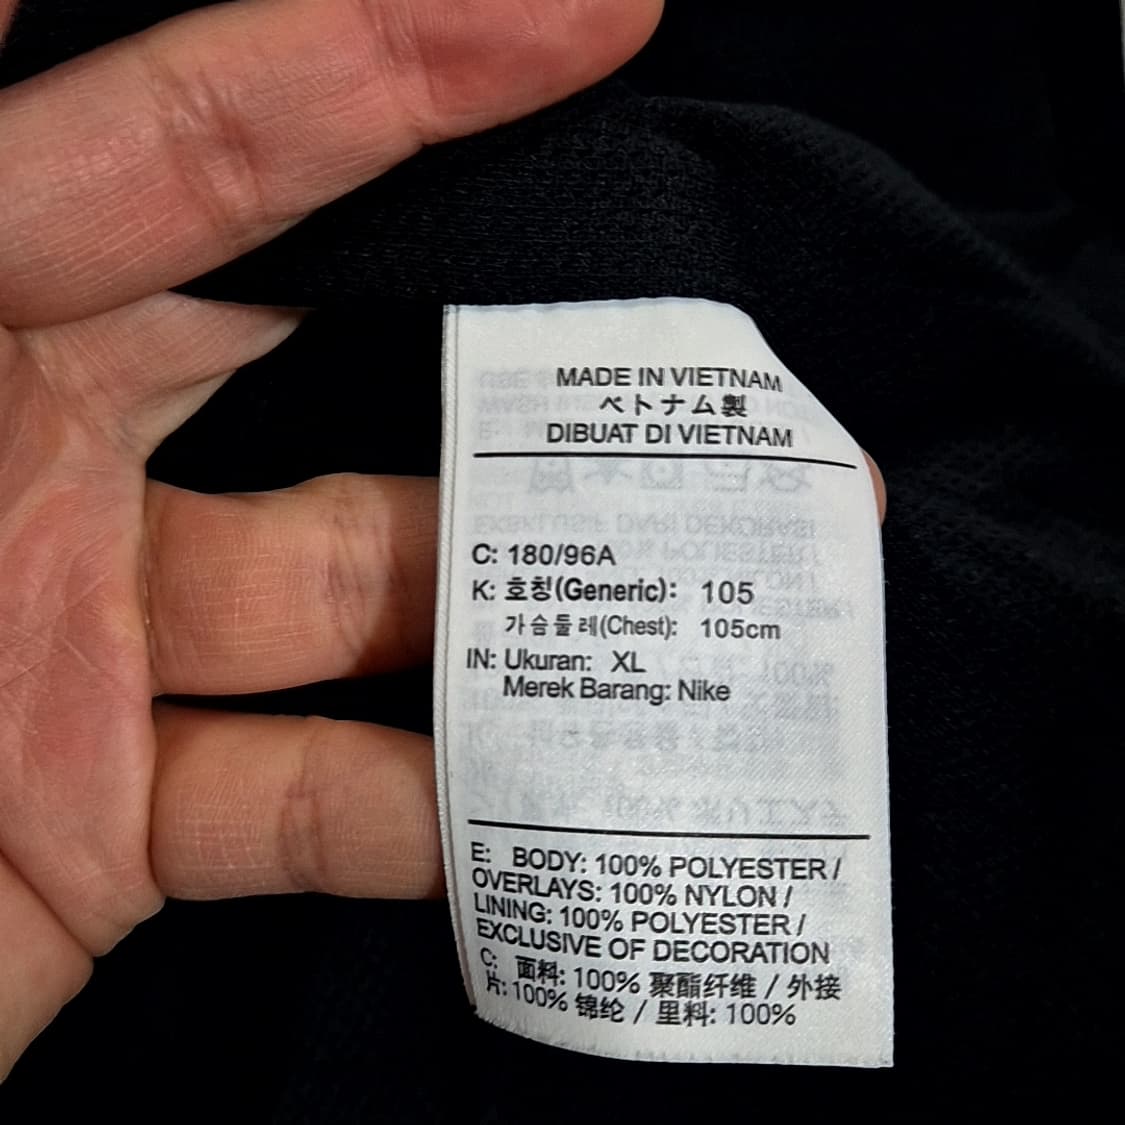 MADE IN VIETNAM
ベトナム製
DIBUAT DI VIETNAM
C: 180/96A
K: 호칭(Generic): 105
가슴둘레(Chest): 105cm
IN: Ukuran: XL
Merek Barang: Nike
E: BODY: 100% POLYESTER /
OVERLAYS: 100% NYLON /
LINING: 100% POLYESTER /
EXCLUSIVE OF DECORATION
C: 面料: 100% 聚酯纤维 / 外接
片: 100% 锦纶 / 里料: 100%